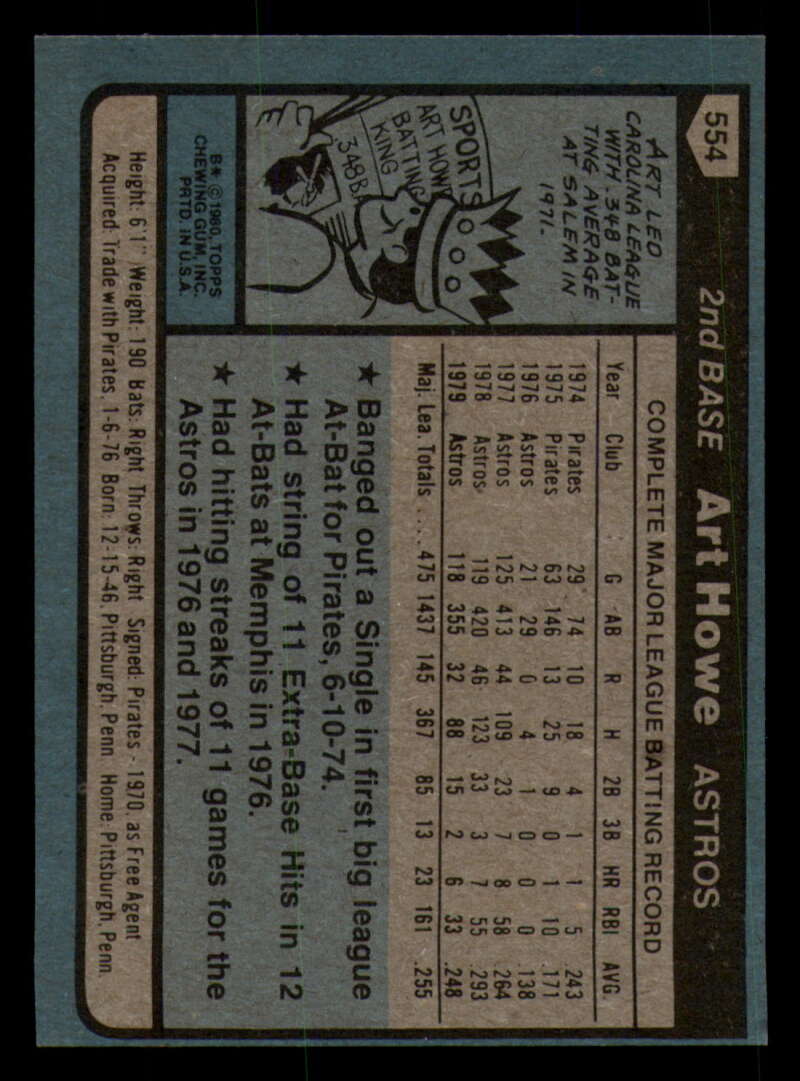 554
2nd BASE Art Howe ASTROS
ART LED
CAROLINA LEAGUE
WITH .348 BAT-
TING AVERAGE
AT SALEM IN
1971.
SPORTS
ART HOWE
BATTING
KING
.348 B.A.
B* © 1980, TOPPS
CHEWING GUM, INC.
PRTD. IN U.S.A.
COMPLETE MAJOR LEAGUE BATTING RECORD
Year Club G AB R H 2B 3B HR RBI AVG
1974 Pirates 29 74 10 18 4 1 1 5 .243
1975 Pirates 63 146 13 25 9 0 1 10 .171
1976 Astros 21 29 0 4 1 0 0 0 .138
1977 Astros 125 413 44 109 23 7 8 58 .264
1978 Astros 119 420 46 123 33 3 7 55 .293
1979 Astros 118 355 32 88 15 2 6 33 .248
Maj. Lea. Totals .... 475 1437 145 367 85 13 23 161 .255
★ Banged out a Single in first big league
At-Bat for Pirates, 6-10-74.
★ Had string of 11 Extra-Base Hits in 12
At-Bats at Memphis in 1976.
★ Had hitting streaks of 11 games for the
Astros in 1976 and 1977.
Height: 6'1" Weight: 190 Bats: Right Throws: Right Signed: Pirates - 1970, as Free Agent
Acquired: Trade with Pirates, 1-6-76 Born: 12-15-46, Pittsburgh, Penn Home: Pittsburgh, Penn.